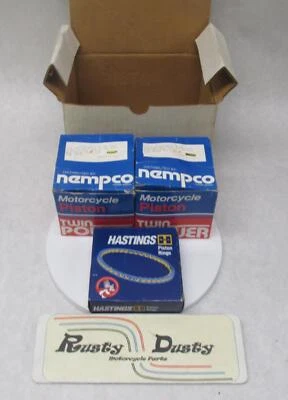 nempco
Motorcycle
Piston
TWIN
POWER
nempco
Motorcycle
Piston
TWIN
POWER
HASTINGS
Piston
Rings
HASTINGS
Rusty Dusty
Motorcycle Parts